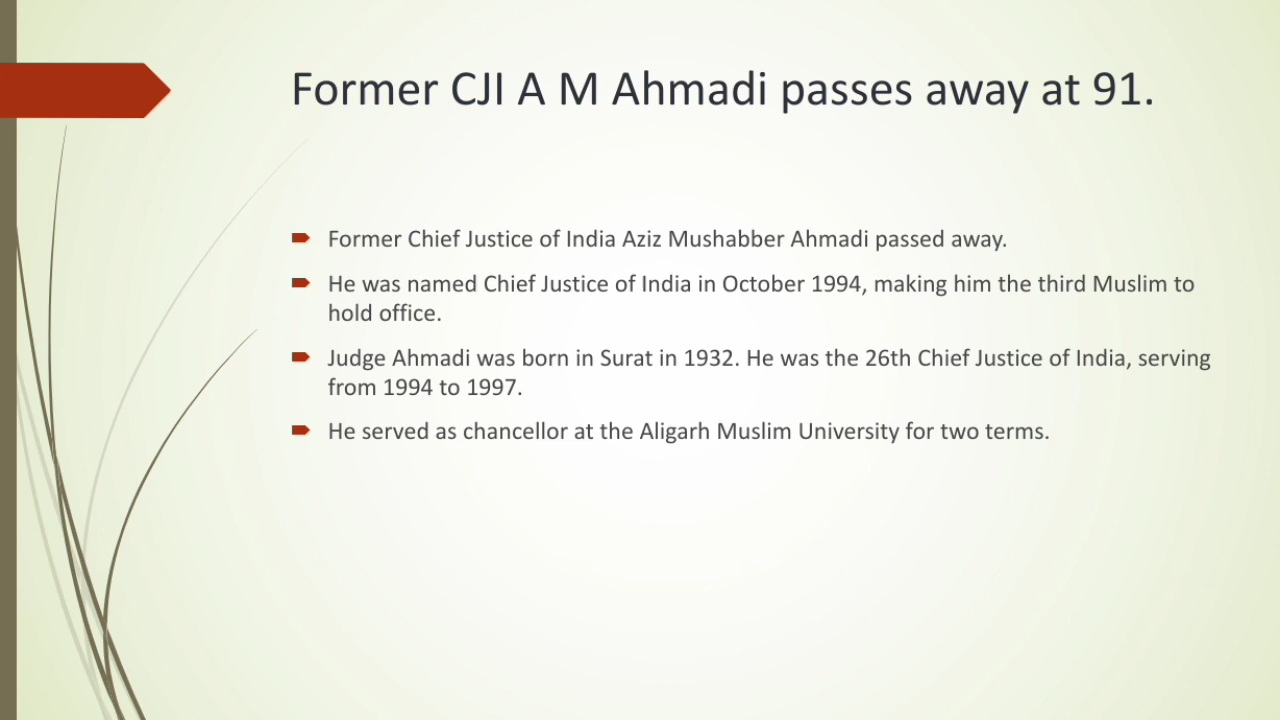 Former CJI A M Ahmadi passes away at 91.
Former Chief Justice of India Aziz Mushabber Ahmadi passed away.
He was named Chief Justice of India in October 1994, making him the third Muslim to
hold office.
Judge Ahmadi was born in Surat in 1932. He was the 26th Chief Justice of India, serving
from 1994 to 1997.
He served as chancellor at the Aligarh Muslim University for two terms.